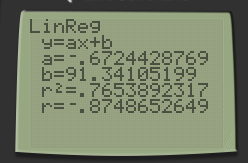 LinReg
y=ax+b
a=-.6724428769
b=91.34105199
r²=.7653892317
r=-.8748652649